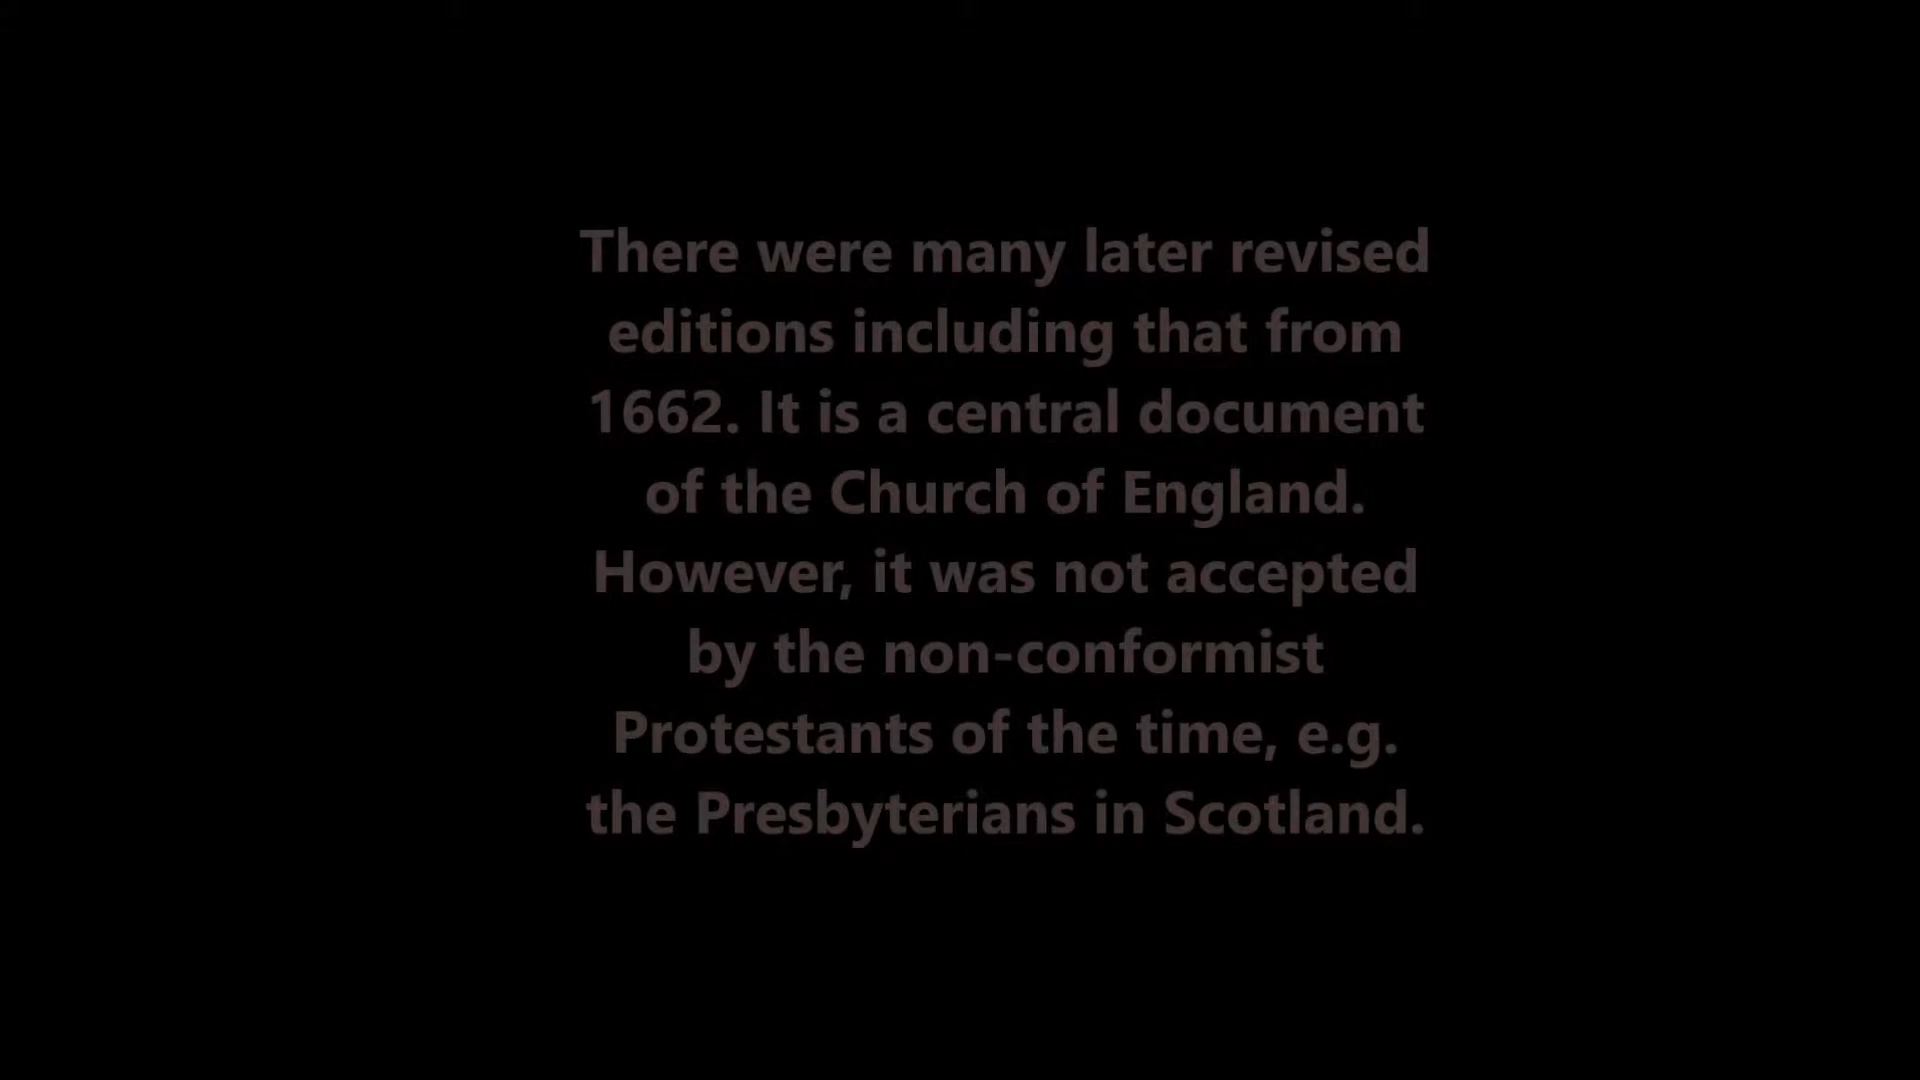 There were many later revised
editions including that from
1662. It is a central document
of the Church of England.
However, it was not accepted
by the non-conformist
Protestants of the time, e.g.
the Presbyterians in Scotland.